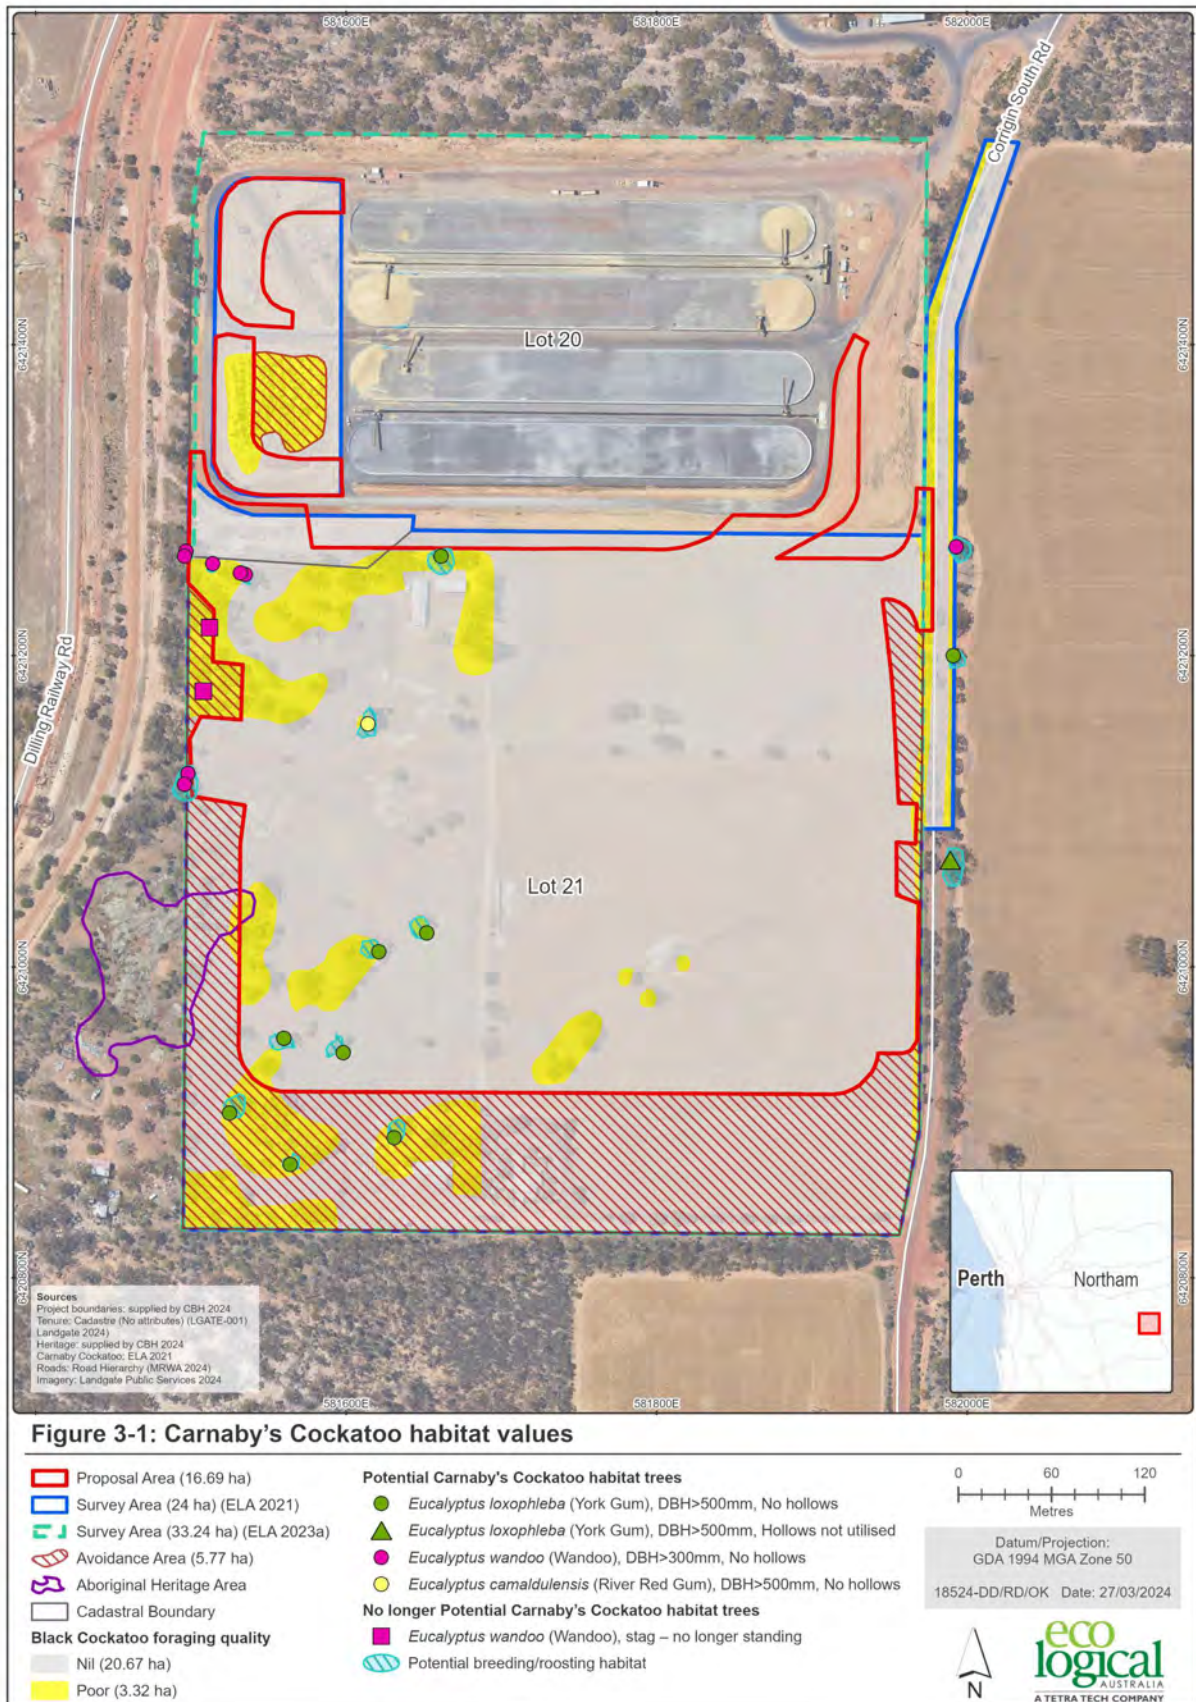 581600E
581800E
582000E
Corrigin South Rd
6421400N
6421400N
Lot 20
6421200N
6421200N
Dilling Railway Rd
Lot 21
6421000N
6421000N
6420800N
6420800N
Perth
Northam
Sources
Project boundaries: supplied by CBH 2024
Tenure: Cadastre (No attributes) (LGATE-001)
Landgate 2024)
Heritage: supplied by CBH 2024
Carnaby Cockatoo: ELA 2021
Roads: Road Hierarchy (MRWA 2024)
Imagery: Landgate Public Services 2024
581600E
581800E
582000E
Figure 3-1: Carnaby's Cockatoo habitat values
Proposal Area (16.69 ha)
Survey Area (24 ha) (ELA 2021)
Survey Area (33.24 ha) (ELA 2023a)
Avoidance Area (5.77 ha)
Aboriginal Heritage Area
Cadastral Boundary
Black Cockatoo foraging quality
Nil (20.67 ha)
Poor (3.32 ha)
Potential Carnaby's Cockatoo habitat trees
Eucalyptus loxophleba (York Gum), DBH>500mm, No hollows
Eucalyptus loxophleba (York Gum), DBH>500mm, Hollows not utilised
Eucalyptus wandoo (Wandoo), DBH>300mm, No hollows
Eucalyptus camaldulensis (River Red Gum), DBH>500mm, No hollows
No longer Potential Carnaby's Cockatoo habitat trees
Eucalyptus wandoo (Wandoo), stag – no longer standing
Potential breeding/roosting habitat
0 60 120
Metres
Datum/Projection:
GDA 1994 MGA Zone 50
18524-DD/RD/OK Date: 27/03/2024
N
eco
logical
AUSTRALIA
A TETRA TECH COMPANY